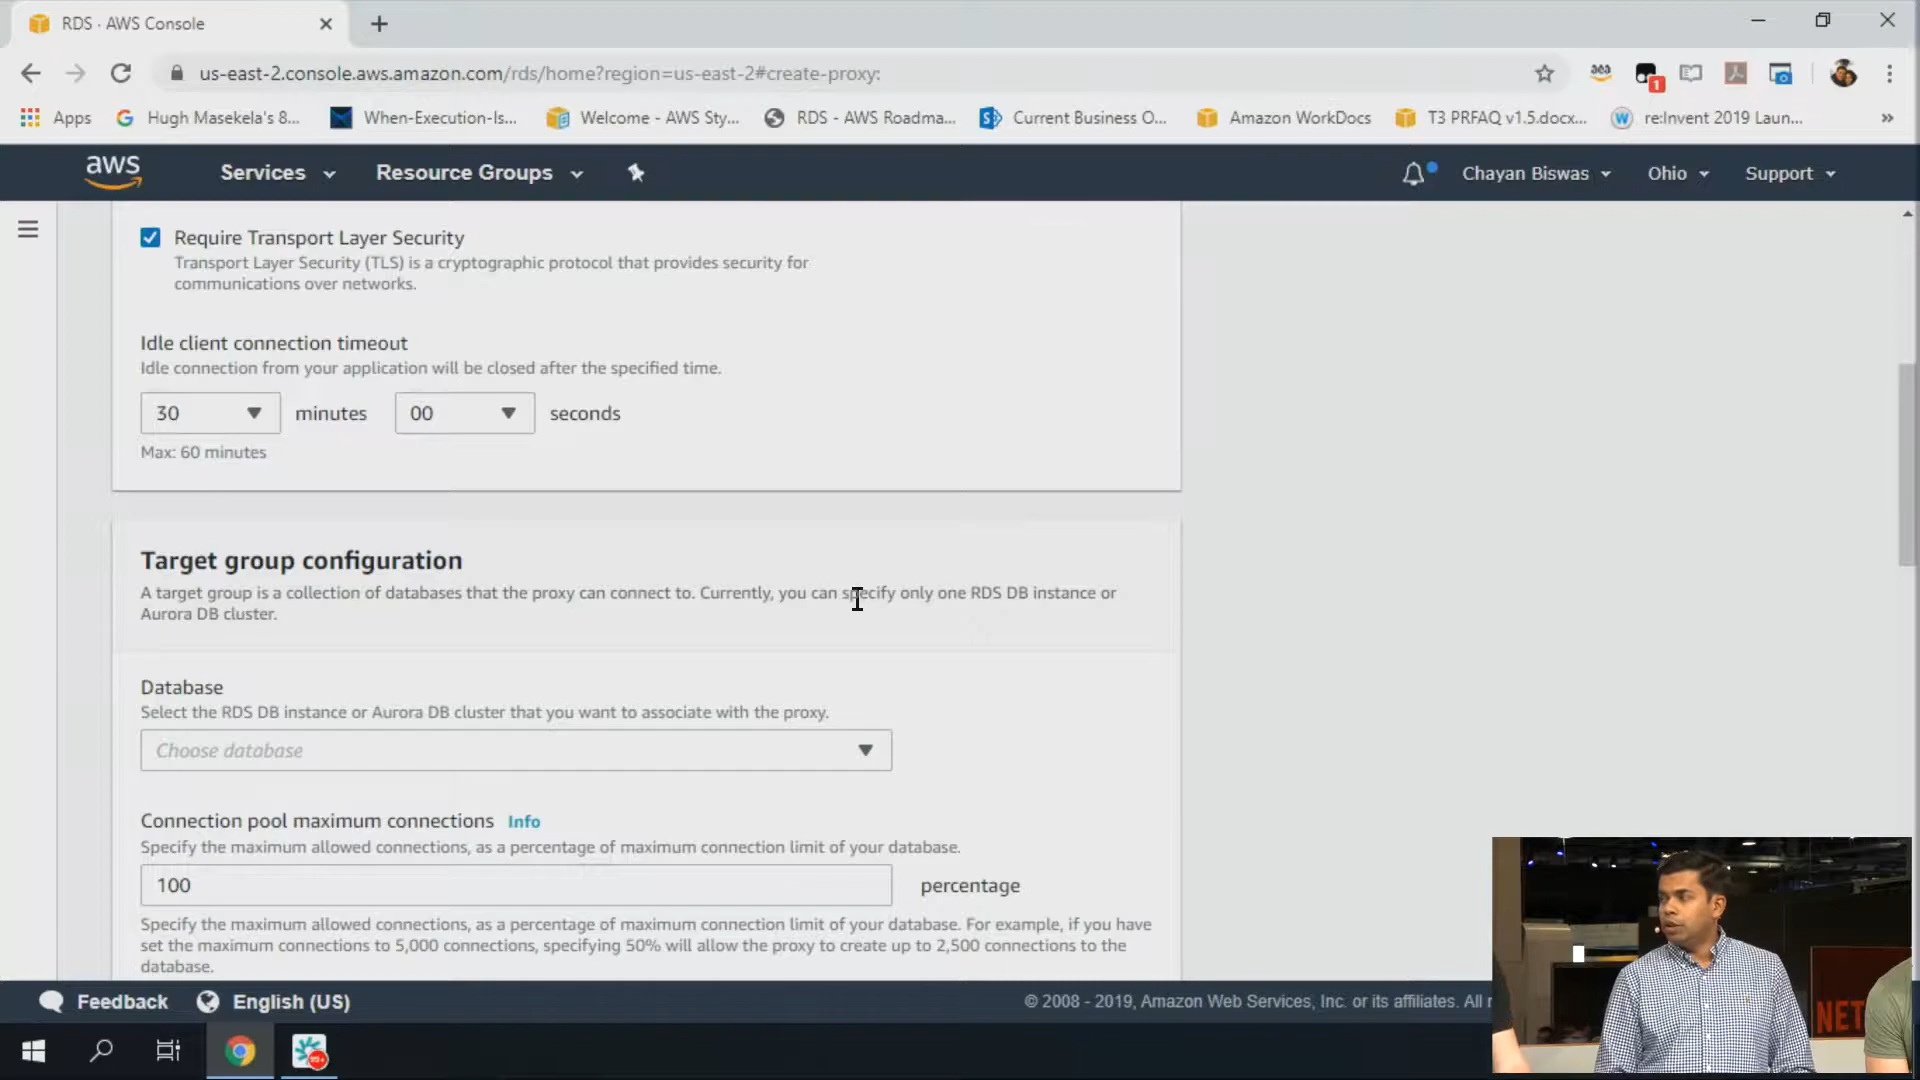 RDS · AWS Console
us-east-2.console.aws.amazon.com/rds/home?region=us-east-2#create-proxy:
1
Apps
Hugh Masekela's 8...
When-Execution-Is...
Welcome - AWS Sty...
RDS - AWS Roadma...
Current Business O...
Amazon WorkDocs
T3 PRFAQ v1.5.docx...
re:Invent 2019 Laun...
»
aws
Services
Resource Groups
Chayan Biswas
Ohio
Support
Require Transport Layer Security
Transport Layer Security (TLS) is a cryptographic protocol that provides security for
communications over networks.
Idle client connection timeout
Idle connection from your application will be closed after the specified time.
30 minutes 00 seconds
Max: 60 minutes
Target group configuration
A target group is a collection of databases that the proxy can connect to. Currently, you can specify only one RDS DB instance or
Aurora DB cluster.
Database
Select the RDS DB instance or Aurora DB cluster that you want to associate with the proxy.
Choose database
Connection pool maximum connections Info
Specify the maximum allowed connections, as a percentage of maximum connection limit of your database.
100 percentage
Specify the maximum allowed connections, as a percentage of maximum connection limit of your database. For example, if you have
set the maximum connections to 5,000 connections, specifying 50% will allow the proxy to create up to 2,500 connections to the
database.
Feedback
English (US)
© 2008 - 2019, Amazon Web Services, Inc. or its affiliates. All
NET
99+